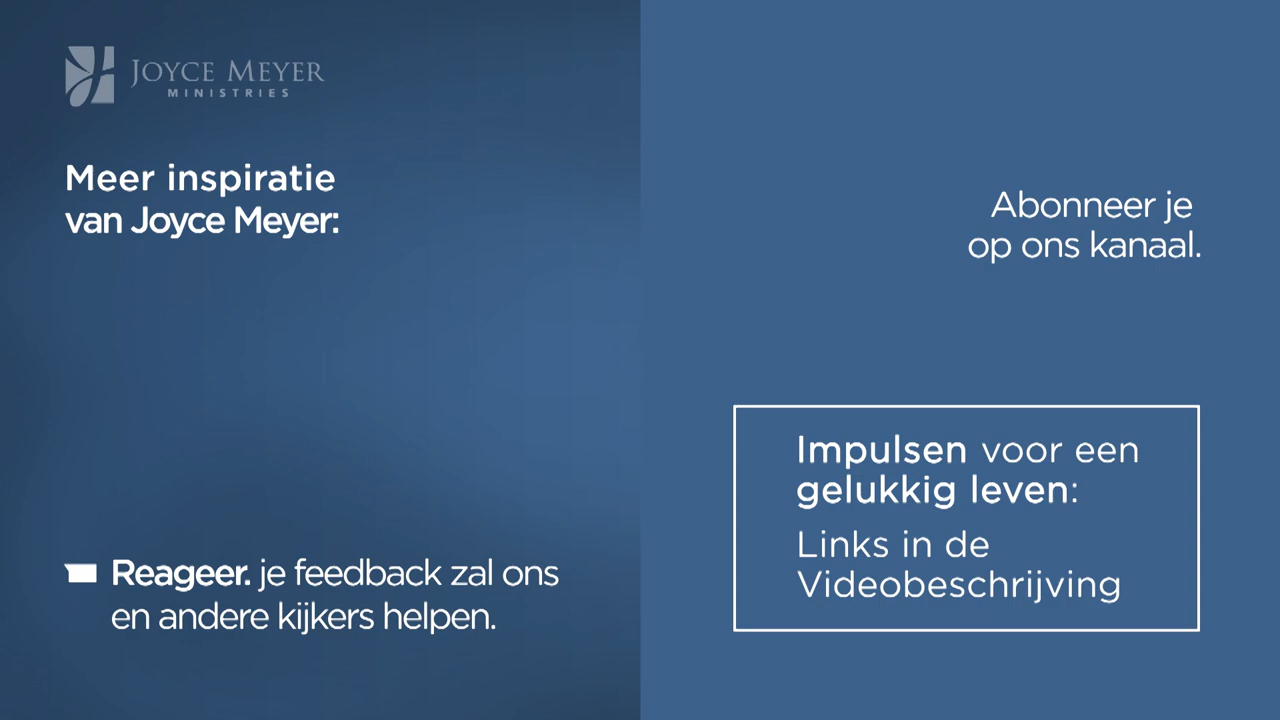 JOYCE MEYER
MINISTRIES
Meer inspiratie
van Joyce Meyer:
Reageer. je feedback zal ons
en andere kijkers helpen.
Abonneer je
op ons kanaal.
Impulsen voor een
gelukkig leven:
Links in de
Videobeschrijving